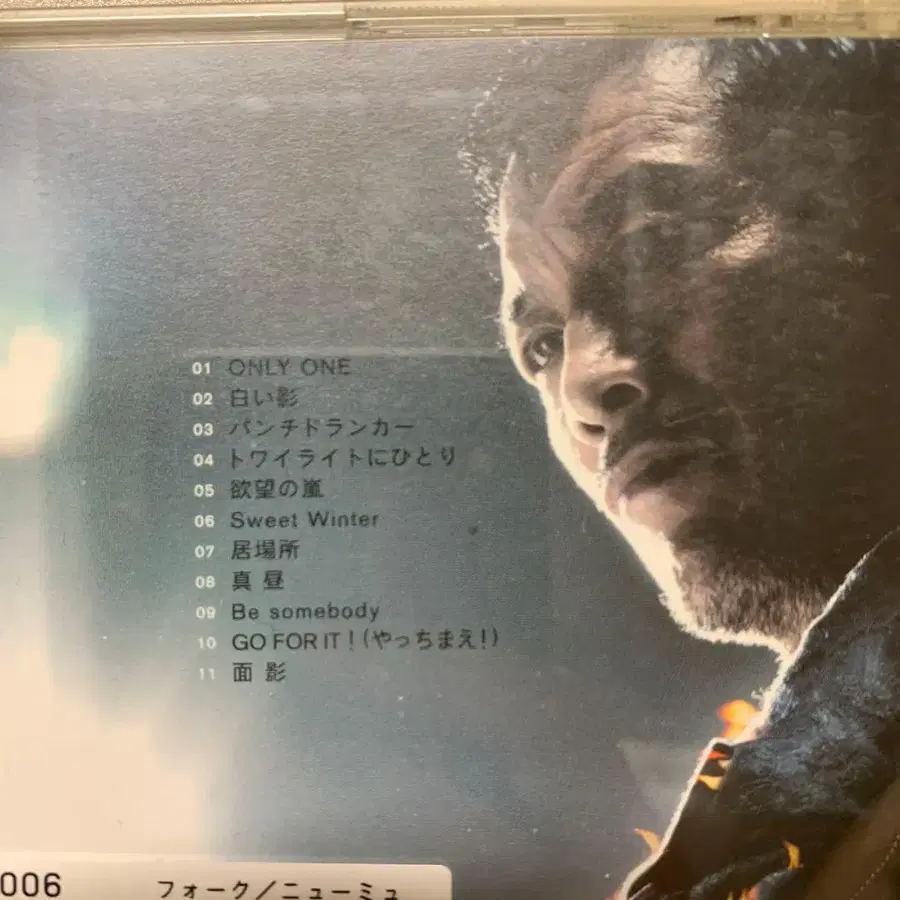 01 ONLY ONE
02 白い影
03 パンチドランカー
04 トワイライトにひとり
05 欲望の嵐
06 Sweet Winter
07 居場所
08 真 昼
09 Be somebody
10 GO FOR IT！(やっちまえ！)
11 面 影
006 フォーク／ニューミュ